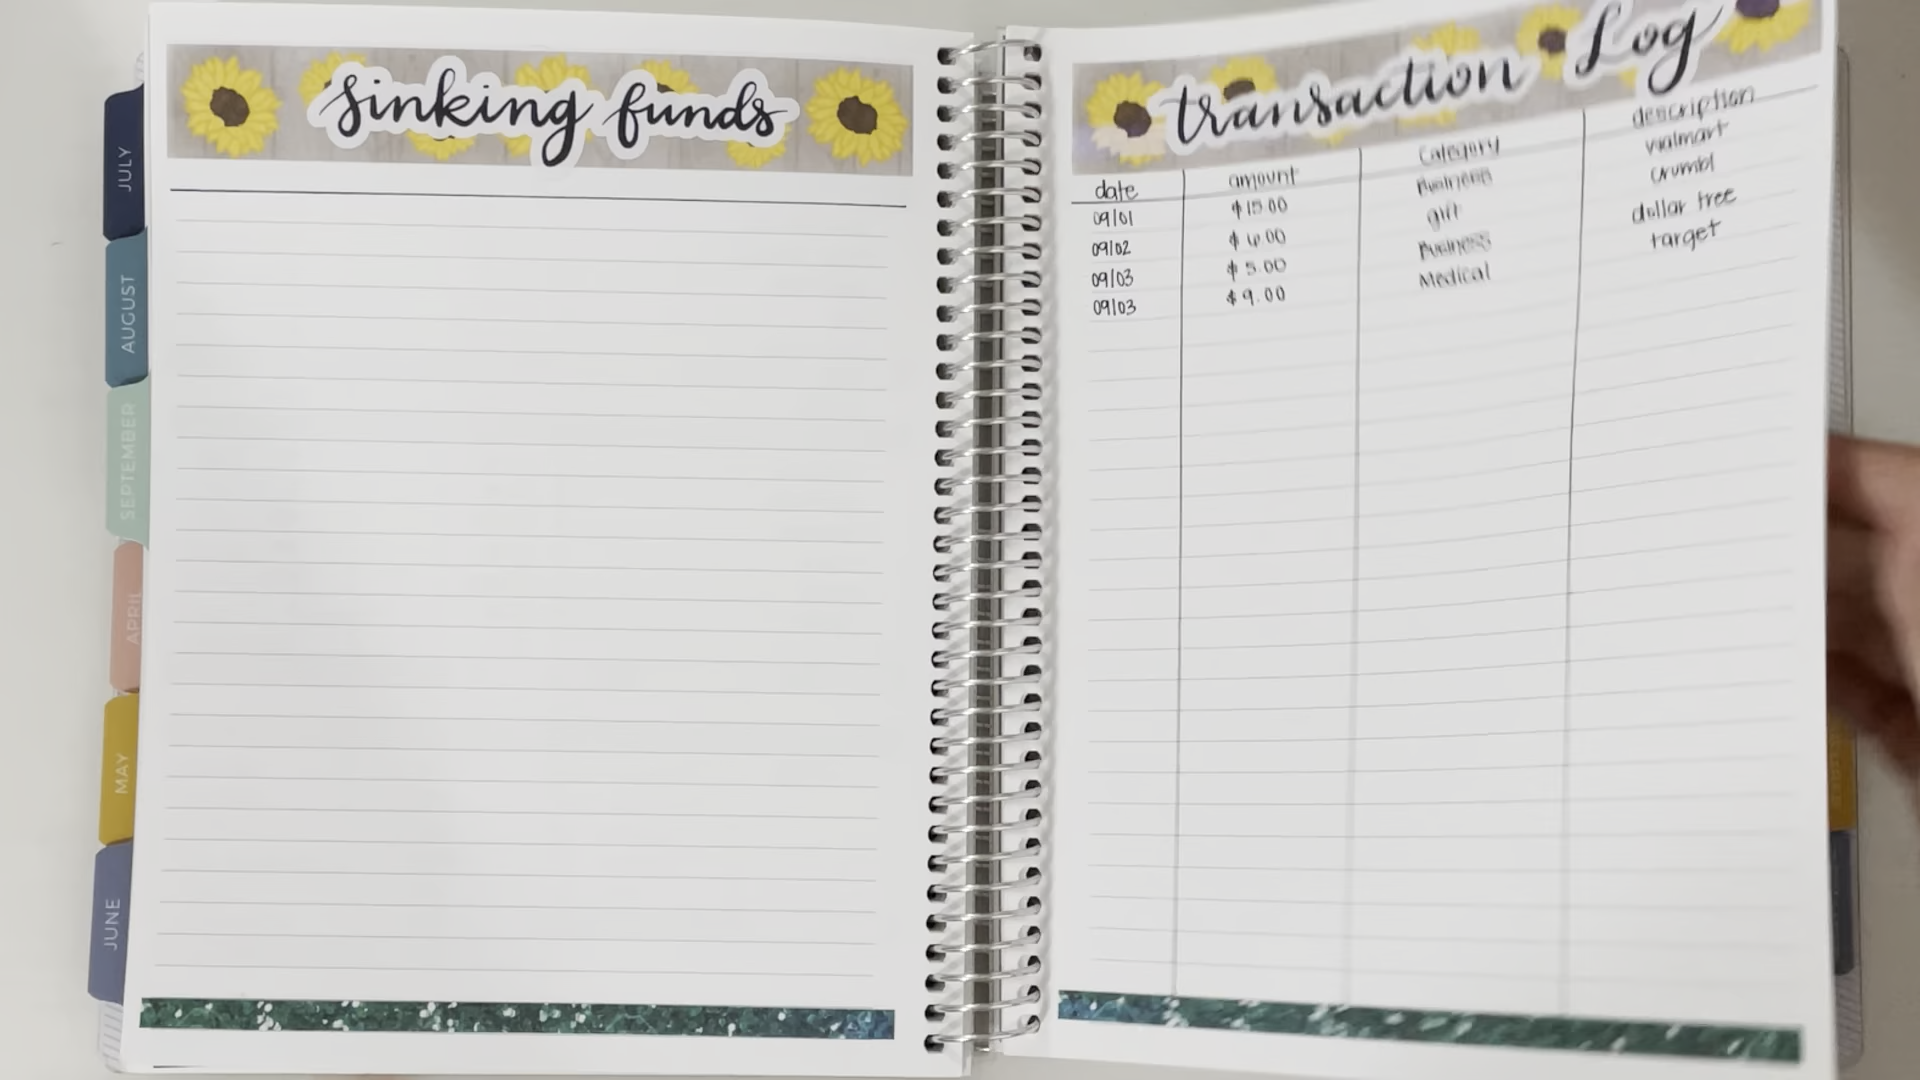 sinking funds
transaction Log
date amount Category description
09/01 $15.00 Business walmart
09/02 $6.00 gift crumbl
09/03 $5.00 Business dollar tree
09/03 $9.00 Medical target
JULY
AUGUST
SEPTEMBER
APRIL
MAY
JUNE